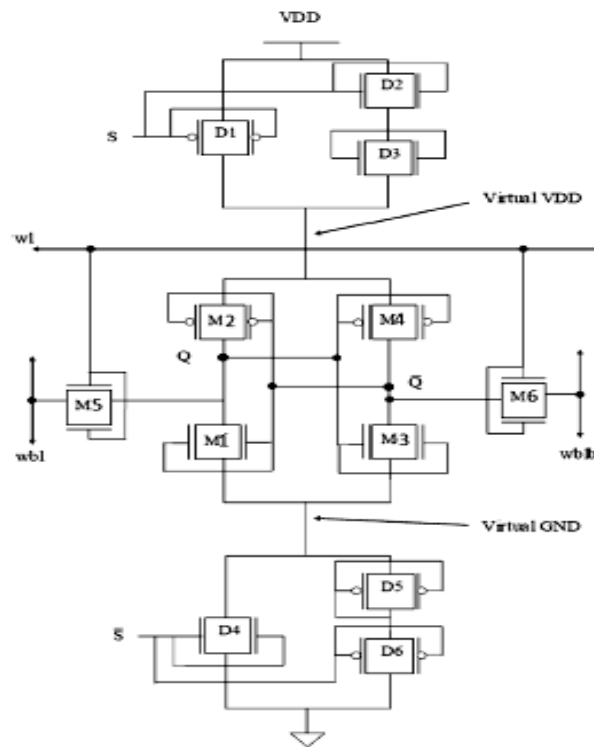 VDD
D2
S
D1
D3
Virtual VDD
wl
M2
M4
Q
Q̅
M5
M6
wbl
M1
M3
wblb
Virtual GND
D5
S̅
D4
D6